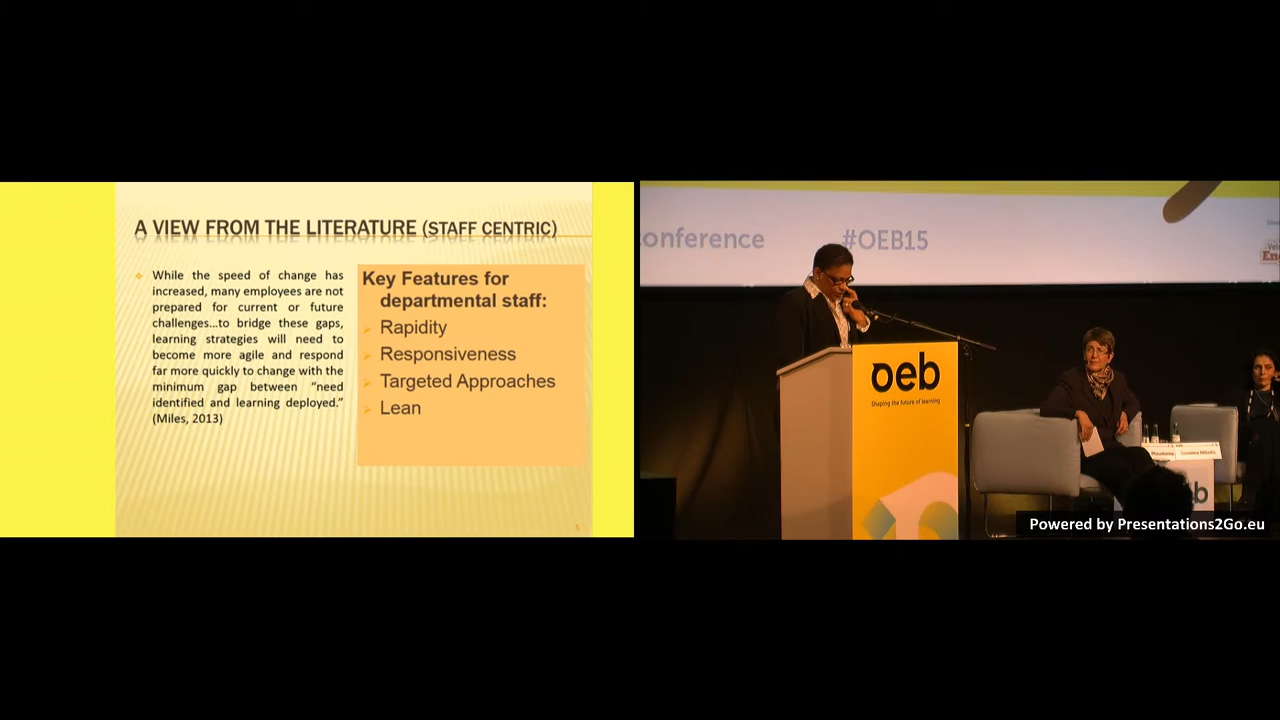 A VIEW FROM THE LITERATURE (STAFF CENTRIC)
While the speed of change has
increased, many employees are not
prepared for current or future
challenges...to bridge these gaps,
learning strategies will need to
become more agile and respond
far more quickly to change with the
minimum gap between “need
identified and learning deployed.”
(Miles, 2013)
Key Features for
departmental staff:
Rapidity
Responsiveness
Targeted Approaches
Lean
5
onference #OEB15
oeb
Shaping the future of learning
eb
Powered by Presentations2Go.eu